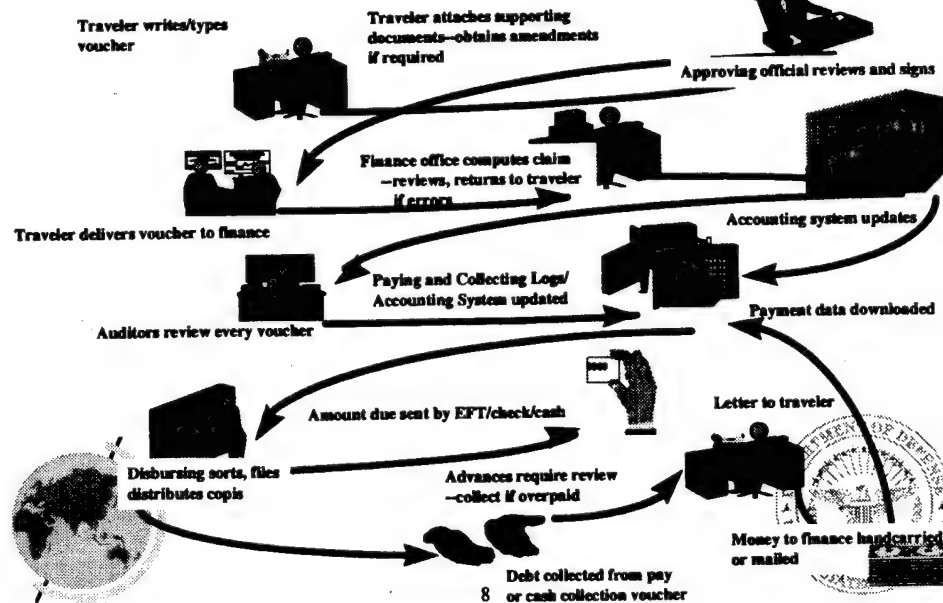 Traveler writes/types
voucher
Traveler attaches supporting
documents--obtains amendments
if required
Approving official reviews and signs
Finance office computes claim
--reviews, returns to traveler
if errors
Traveler delivers voucher to finance
Accounting system updates
Paying and Collecting Logs/
Accounting System updated
Auditors review every voucher
Payment data downloaded
Amount due sent by EFT/check/cash
Letter to traveler
Disbursing sorts, files
distributes copis
Advances require review
--collect if overpaid
Money to finance handcarried
or mailed
Debt collected from pay
or cash collection voucher
8
OF DEFENS